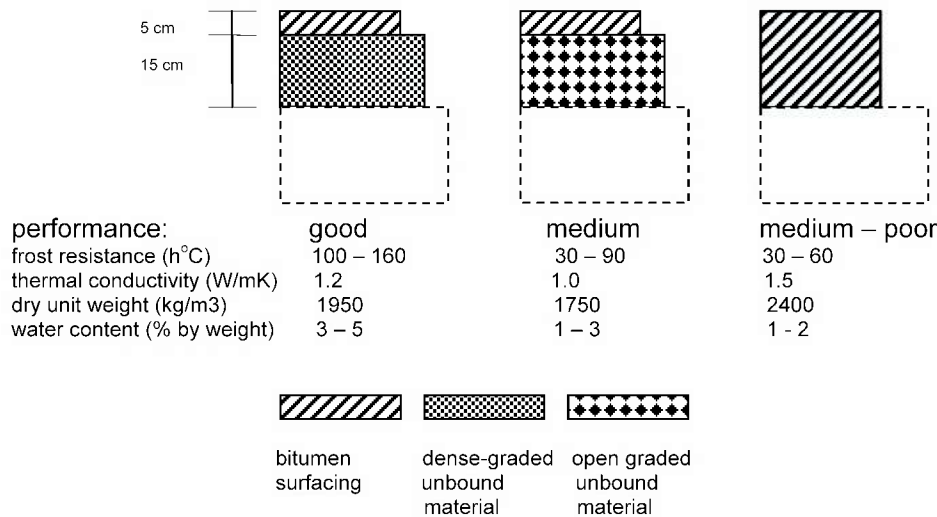 5 cm
15 cm
performance: good medium medium – poor
frost resistance (h°C) 100 – 160 30 – 90 30 – 60
thermal conductivity (W/mK) 1.2 1.0 1.5
dry unit weight (kg/m3) 1950 1750 2400
water content (% by weight) 3 – 5 1 – 3 1 - 2
bitumen dense-graded open graded
surfacing unbound unbound
material material